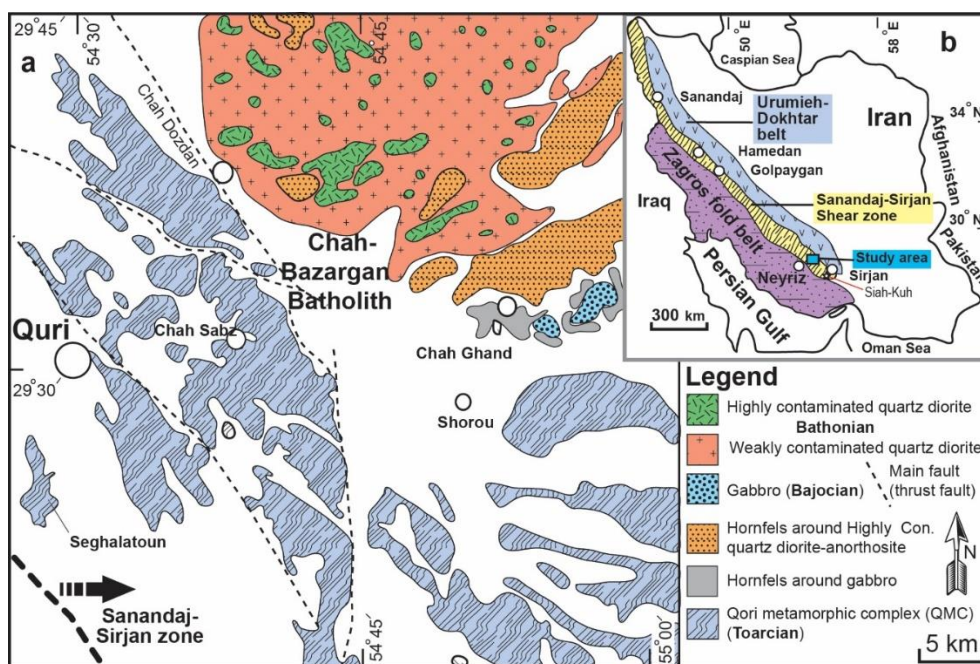 29°45
54°30
a
54°45
Chah Dozdan
Chah-
Bazargan
Batholith
Quri
Chah Sabz
29°30
Chah Ghand
Shorou
Seghalatoun
Sanandaj-
Sirjan zone
54°45
55°00
50°E
58°E
b
Caspian Sea
Iran
Sanandaj
34°N
Urumieh-
Dokhtar
belt
Afghanistan
Hamedan
Golpaygan
Zagros fold belt
Iraq
Sanandaj-Sirjan
Shear zone
30°N
Study area
Pakistan
Neyriz
Sirjan
Siah-Kuh
Persian Gulf
300 km
Oman Sea
Legend
Highly contaminated quartz diorite
Bathonian
Weakly contaminated quartz diorite
Gabbro (Bajocian)
Main fault
(thrust fault)
Hornfels around Highly Con.
quartz diorite-anorthosite
N
Hornfels around gabbro
Qori metamorphic complex (QMC)
(Toarcian)
5 km